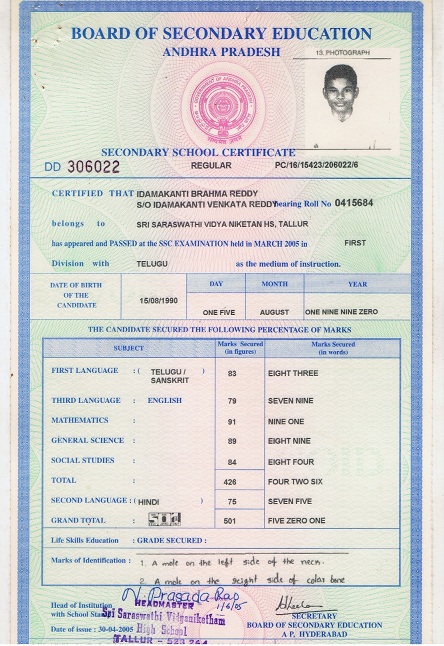 BOARD OF SECONDARY EDUCATION
ANDHRA PRADESH
13. PHOTOGRAPH
SECONDARY SCHOOL CERTIFICATE
DD 306022 REGULAR PC/16/15423/206022/6
CERTIFIED THAT IDAMAKANTI BRAHMA REDDY
S/O IDAMAKANTI VENKATA REDDY bearing Roll No 0415684
belongs to SRI SARASWATHI VIDYA NIKETAN HS, TALLUR
has appeared and PASSED at the SSC EXAMINATION held in MARCH 2005 in FIRST
Division with TELUGU as the medium of instruction.
DATE OF BIRTH OF THE CANDIDATE 15/08/1990 DAY MONTH YEAR
ONE FIVE AUGUST ONE NINE NINE ZERO
THE CANDIDATE SECURED THE FOLLOWING PERCENTAGE OF MARKS
SUBJECT Marks Secured (in figures) Marks Secured (in words)
FIRST LANGUAGE : ( TELUGU / SANSKRIT ) 83 EIGHT THREE
THIRD LANGUAGE : ENGLISH 79 SEVEN NINE
MATHEMATICS : 91 NINE ONE
GENERAL SCIENCE : 89 EIGHT NINE
SOCIAL STUDIES : 84 EIGHT FOUR
TOTAL : 426 FOUR TWO SIX
SECOND LANGUAGE : ( HINDI ) 75 SEVEN FIVE
GRAND TOTAL : 501 FIVE ZERO ONE
Life Skills Education : GRADE SECURED :
Marks of Identification : 1. A mole on the left side of the neck.
2. A mole on the right side of colar bone
N. Prasada Rao
1/6/05
Head of Institution HEADMASTER
with School Stamp Sri Saraswathi Vidyaniketham
High School
TALLUR - 523 264
Date of issue : 30-04-2005
SECRETARY
BOARD OF SECONDARY EDUCATION
A P, HYDERABAD